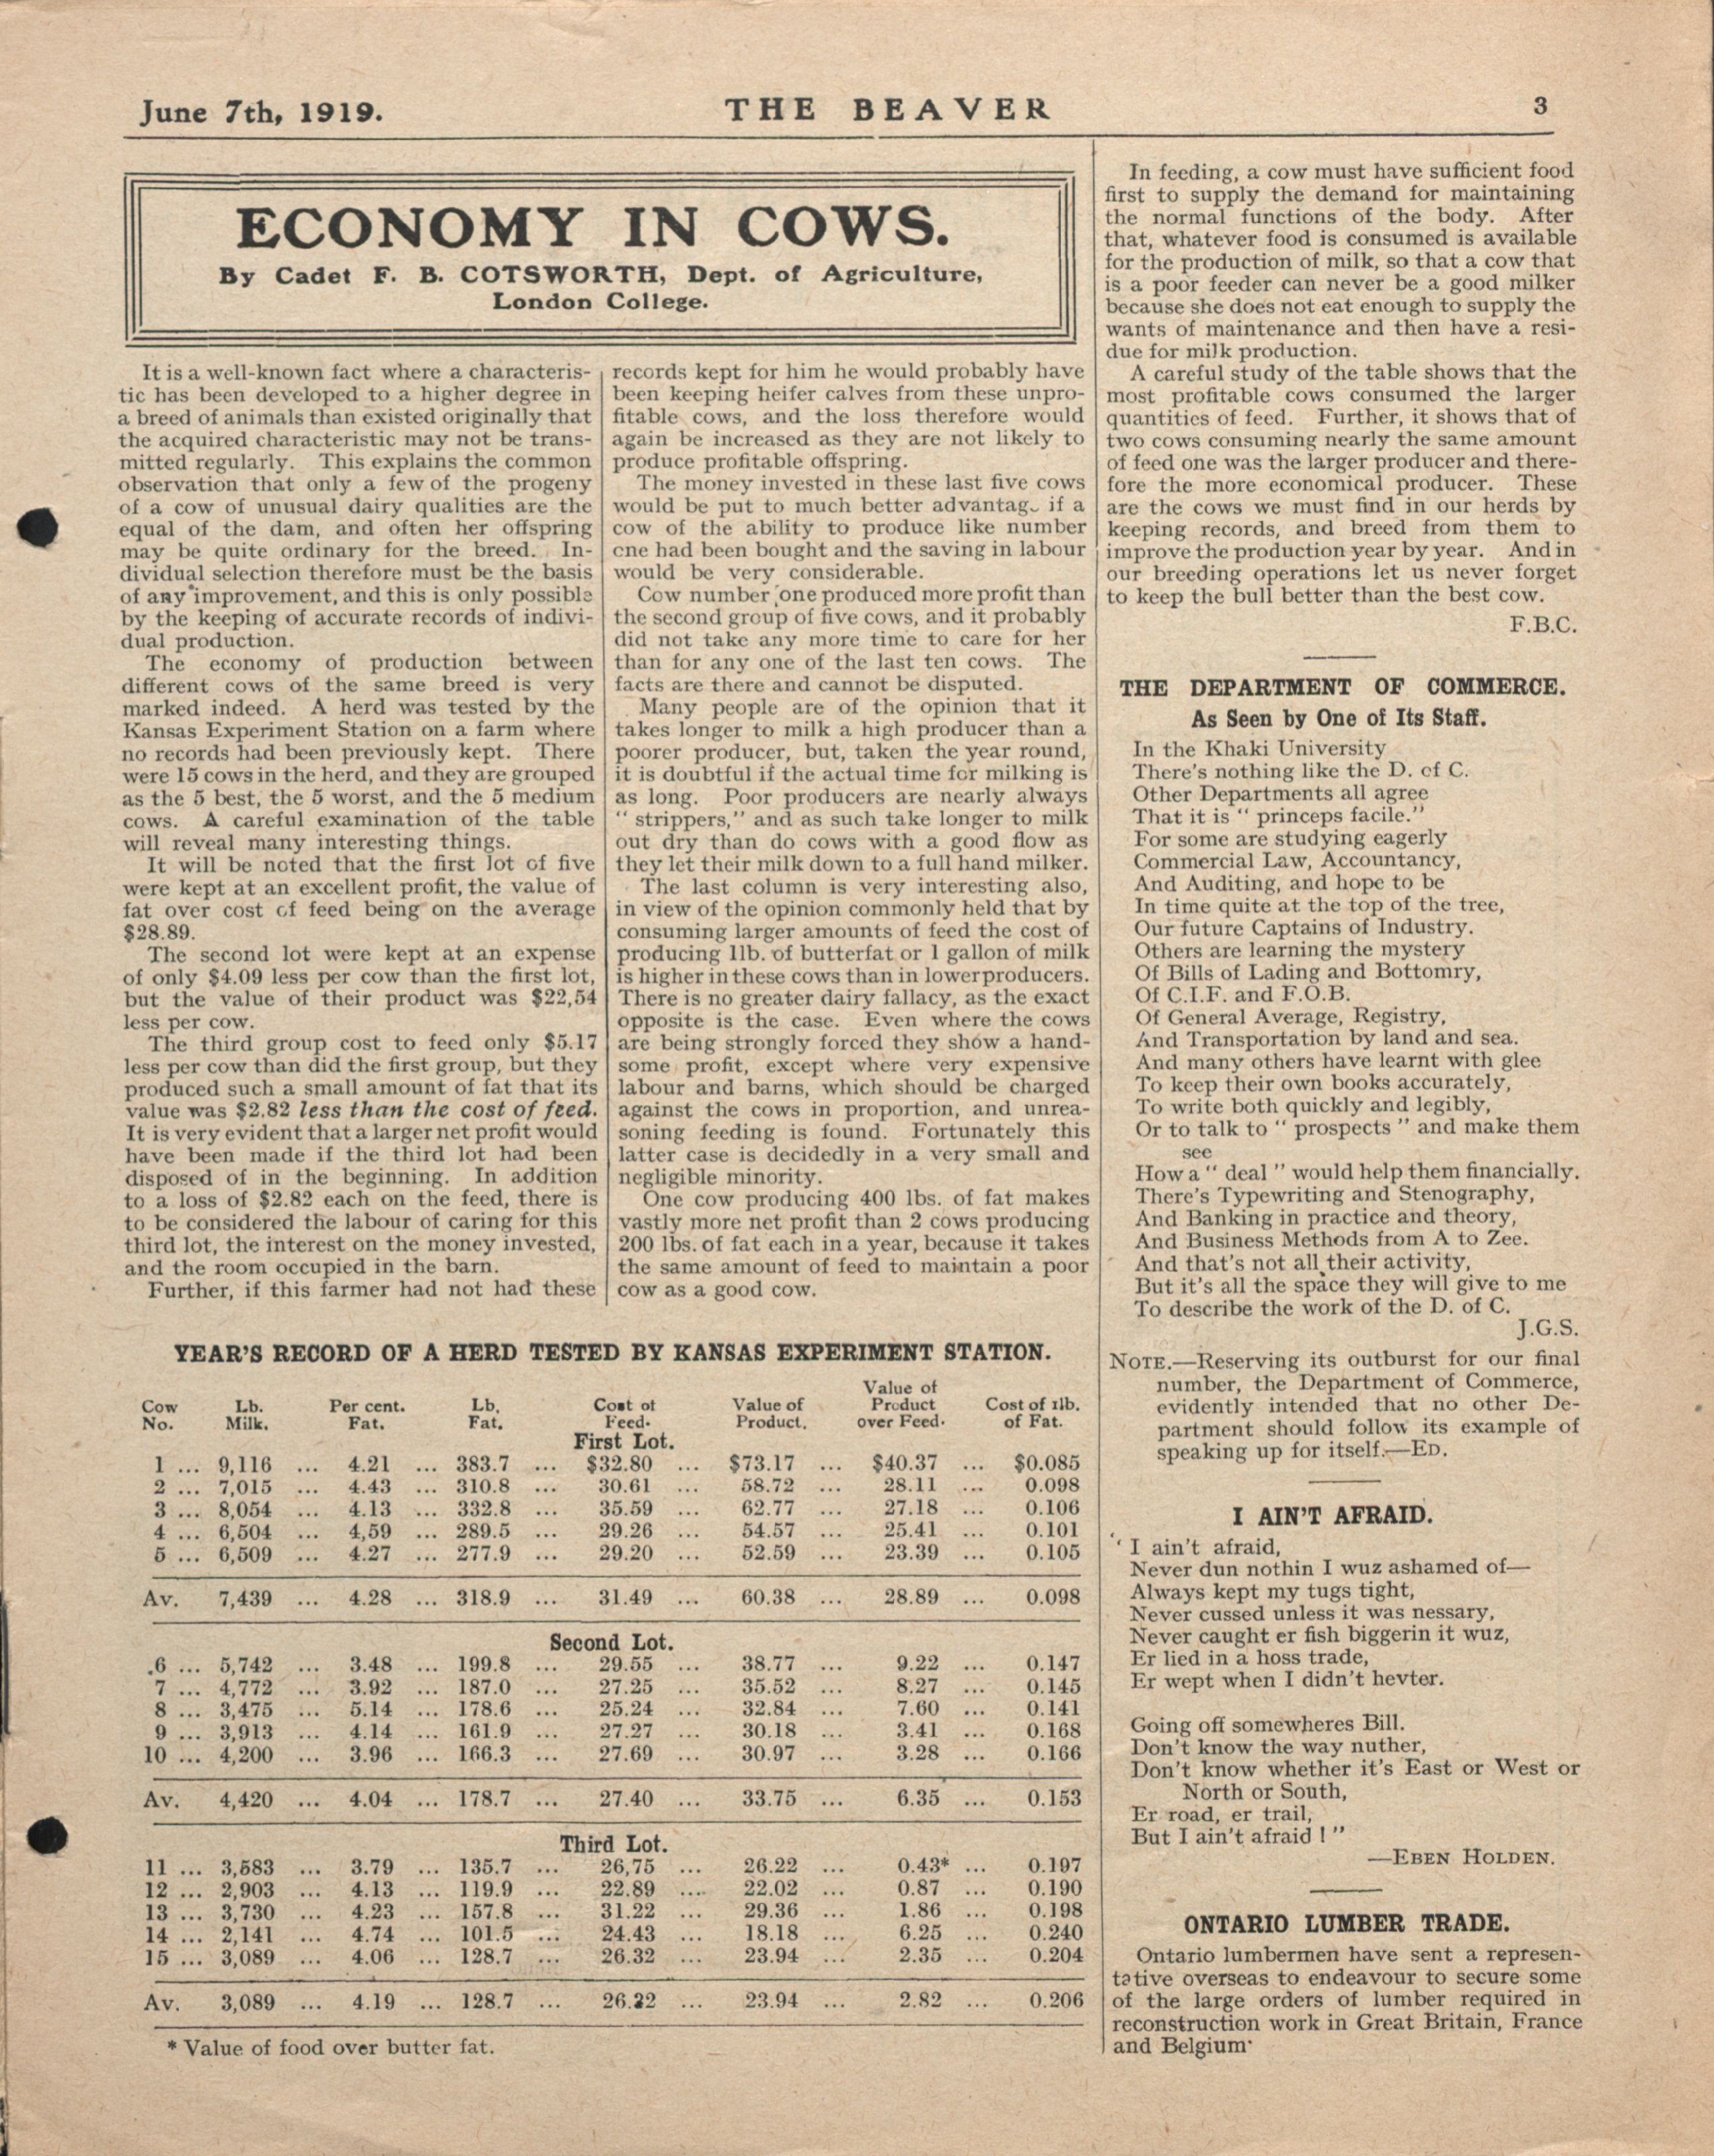 June 7th, 1919.
THE BEAVER
3
ECONOMY IN COWS.
By Cadet F. B. COTSWORTH, Dept. of Agriculture,
London College.
It is a well-known fact where a characteris-
tic has been developed to a higher degree in
a breed of animals than existed originally that
the acquired characteristic may not be trans-
mitted regularly. This explains the common
observation that only a few of the progeny
of a cow of unusual dairy qualities are the
equal of the dam, and often her offspring
may be quite ordinary for the breed. In-
dividual selection therefore must be the basis
of any improvement, and this is only possible
by the keeping of accurate records of indivi-
dual production.
The economy of production between
different cows of the same breed is very
marked indeed. A herd was tested by the
Kansas Experiment Station on a farm where
no records had been previously kept. There
were 15 cows in the herd, and they are grouped
as the 5 best, the 5 worst, and the 5 medium
cows. A careful examination of the table
will reveal many interesting things.
It will be noted that the first lot of five
were kept at an excellent profit, the value of
fat over cost of feed being on the average
$28.89.
The second lot were kept at an expense
of only $4.09 less per cow than the first lot,
but the value of their product was $22,54
less per cow.
The third group cost to feed only $5.17
less per cow than did the first group, but they
produced such a small amount of fat that its
value was $2.82 less than the cost of feed.
It is very evident that a larger net profit would
have been made if the third lot had been
disposed of in the beginning. In addition
to a loss of $2.82 each on the feed, there is
to be considered the labour of caring for this
third lot, the interest on the money invested,
and the room occupied in the barn.
Further, if this farmer had not had these
records kept for him he would probably have
been keeping heifer calves from these unpro-
fitable cows, and the loss therefore would
again be increased as they are not likely to
produce profitable offspring.
The money invested in these last five cows
would be put to much better advantag. if a
cow of the ability to produce like number
one had been bought and the saving in labour
would be very considerable.
Cow number one produced more profit than
the second group of five cows, and it probably
did not take any more time to care for her
than for any one of the last ten cows. The
facts are there and cannot be disputed.
Many people are of the opinion that it
takes longer to milk a high producer than a
poorer producer, but, taken the year round,
it is doubtful if the actual time for milking is
as long. Poor producers are nearly always
" strippers," and as such take longer to milk
out dry than do cows with a good flow as
they let their milk down to a full hand milker.
The last column is very interesting also,
in view of the opinion commonly held that by
consuming larger amounts of feed the cost of
producing 1lb. of butterfat or 1 gallon of milk
is higher in these cows than in lower producers.
There is no greater dairy fallacy, as the exact
opposite is the case. Even where the cows
are being strongly forced they show a hand-
some profit, except where very expensive
labour and barns, which should be charged
against the cows in proportion, and unrea-
soning feeding is found. Fortunately this
latter case is decidedly in a very small and
negligible minority.
One cow producing 400 lbs. of fat makes
vastly more net profit than 2 cows producing
200 lbs. of fat each in a year, because it takes
the same amount of feed to maintain a poor
cow as a good cow.
YEAR'S RECORD OF A HERD TESTED BY KANSAS EXPERIMENT STATION.
Cow No. Lb. Milk. Per cent. Fat. Lb. Fat. Cost of Feed. Value of Product. Value of Product over Feed. Cost of 1lb. of Fat.
First Lot.
1 ... 9,116 ... 4.21 ... 383.7 ... $32.80 ... $73.17 ... $40.37 ... $0.085
2 ... 7,015 ... 4.43 ... 310.8 ... 30.61 ... 58.72 ... 28.11 ... 0.098
3 ... 8,054 ... 4.13 ... 332.8 ... 35.59 ... 62.77 ... 27.18 ... 0.106
4 ... 6,504 ... 4,59 ... 289.5 ... 29.26 ... 54.57 ... 25.41 ... 0.101
5 ... 6,509 ... 4.27 ... 277.9 ... 29.20 ... 52.59 ... 23.39 ... 0.105
Av. 7,439 ... 4.28 ... 318.9 ... 31.49 ... 60.38 ... 28.89 ... 0.098
Second Lot.
6 ... 5,742 ... 3.48 ... 199.8 ... 29.55 ... 38.77 ... 9.22 ... 0.147
7 ... 4,772 ... 3.92 ... 187.0 ... 27.25 ... 35.52 ... 8.27 ... 0.145
8 ... 3,475 ... 5.14 ... 178.6 ... 25.24 ... 32.84 ... 7.60 ... 0.141
9 ... 3,913 ... 4.14 ... 161.9 ... 27.27 ... 30.18 ... 3.41 ... 0.168
10 ... 4,200 ... 3.96 ... 166.3 ... 27.69 ... 30.97 ... 3.28 ... 0.166
Av. 4,420 ... 4.04 ... 178.7 ... 27.40 ... 33.75 ... 6.35 ... 0.153
Third Lot.
11 ... 3,583 ... 3.79 ... 135.7 ... 26,75 ... 26.22 ... 0.43* ... 0.197
12 ... 2,903 ... 4.13 ... 119.9 ... 22.89 .... 22.02 ... 0.87 ... 0.190
13 ... 3,730 ... 4.23 ... 157.8 ... 31.22 ... 29.36 ... 1.86 ... 0.198
14 ... 2,141 ... 4.74 ... 101.5 ... 24.43 ... 18.18 ... 6.25 ... 0.240
15 ... 3,089 ... 4.06 ... 128.7 ... 26.32 ... 23.94 ... 2.35 ... 0.204
Av. 3,089 ... 4.19 ... 128.7 ... 26.22 ... 23.94 ... 2.82 ... 0.206
* Value of food over butter fat.
In feeding, a cow must have sufficient food
first to supply the demand for maintaining
the normal functions of the body. After
that, whatever food is consumed is available
for the production of milk, so that a cow that
is a poor feeder can never be a good milker
because she does not eat enough to supply the
wants of maintenance and then have a resi-
due for milk production.
A careful study of the table shows that the
most profitable cows consumed the larger
quantities of feed. Further, it shows that of
two cows consuming nearly the same amount
of feed one was the larger producer and there-
fore the more economical producer. These
are the cows we must find in our herds by
keeping records, and breed from them to
improve the production year by year. And in
our breeding operations let us never forget
to keep the bull better than the best cow.
F.B.C.
THE DEPARTMENT OF COMMERCE.
As Seen by One of Its Staff.
In the Khaki University
There's nothing like the D. of C.
Other Departments all agree
That it is " princeps facile."
For some are studying eagerly
Commercial Law, Accountancy,
And Auditing, and hope to be
In time quite at the top of the tree,
Our future Captains of Industry.
Others are learning the mystery
Of Bills of Lading and Bottomry,
Of C.I.F. and F.O.B.
Of General Average, Registry,
And Transportation by land and sea.
And many others have learnt with glee
To keep their own books accurately,
To write both quickly and legibly,
Or to talk to " prospects " and make them
see
How a " deal " would help them financially.
There's Typewriting and Stenography,
And Banking in practice and theory,
And Business Methods from A to Zee.
And that's not all their activity,
But it's all the space they will give to me
To describe the work of the D. of C.
J.G.S.
NOTE.—Reserving its outburst for our final
number, the Department of Commerce,
evidently intended that no other De-
partment should follow its example of
speaking up for itself.—ED.
I AIN'T AFRAID.
' I ain't afraid,
Never dun nothin I wuz ashamed of—
Always kept my tugs tight,
Never cussed unless it was nessary,
Never caught er fish biggerin it wuz,
Er lied in a hoss trade,
Er wept when I didn't hevter.
Going off somewheres Bill.
Don't know the way nuther,
Don't know whether it's East or West or
North or South,
Er road, er trail,
But I ain't afraid ! "
—EBEN HOLDEN.
ONTARIO LUMBER TRADE.
Ontario lumbermen have sent a represen-
tative overseas to endeavour to secure some
of the large orders of lumber required in
reconstruction work in Great Britain, France
and Belgium.